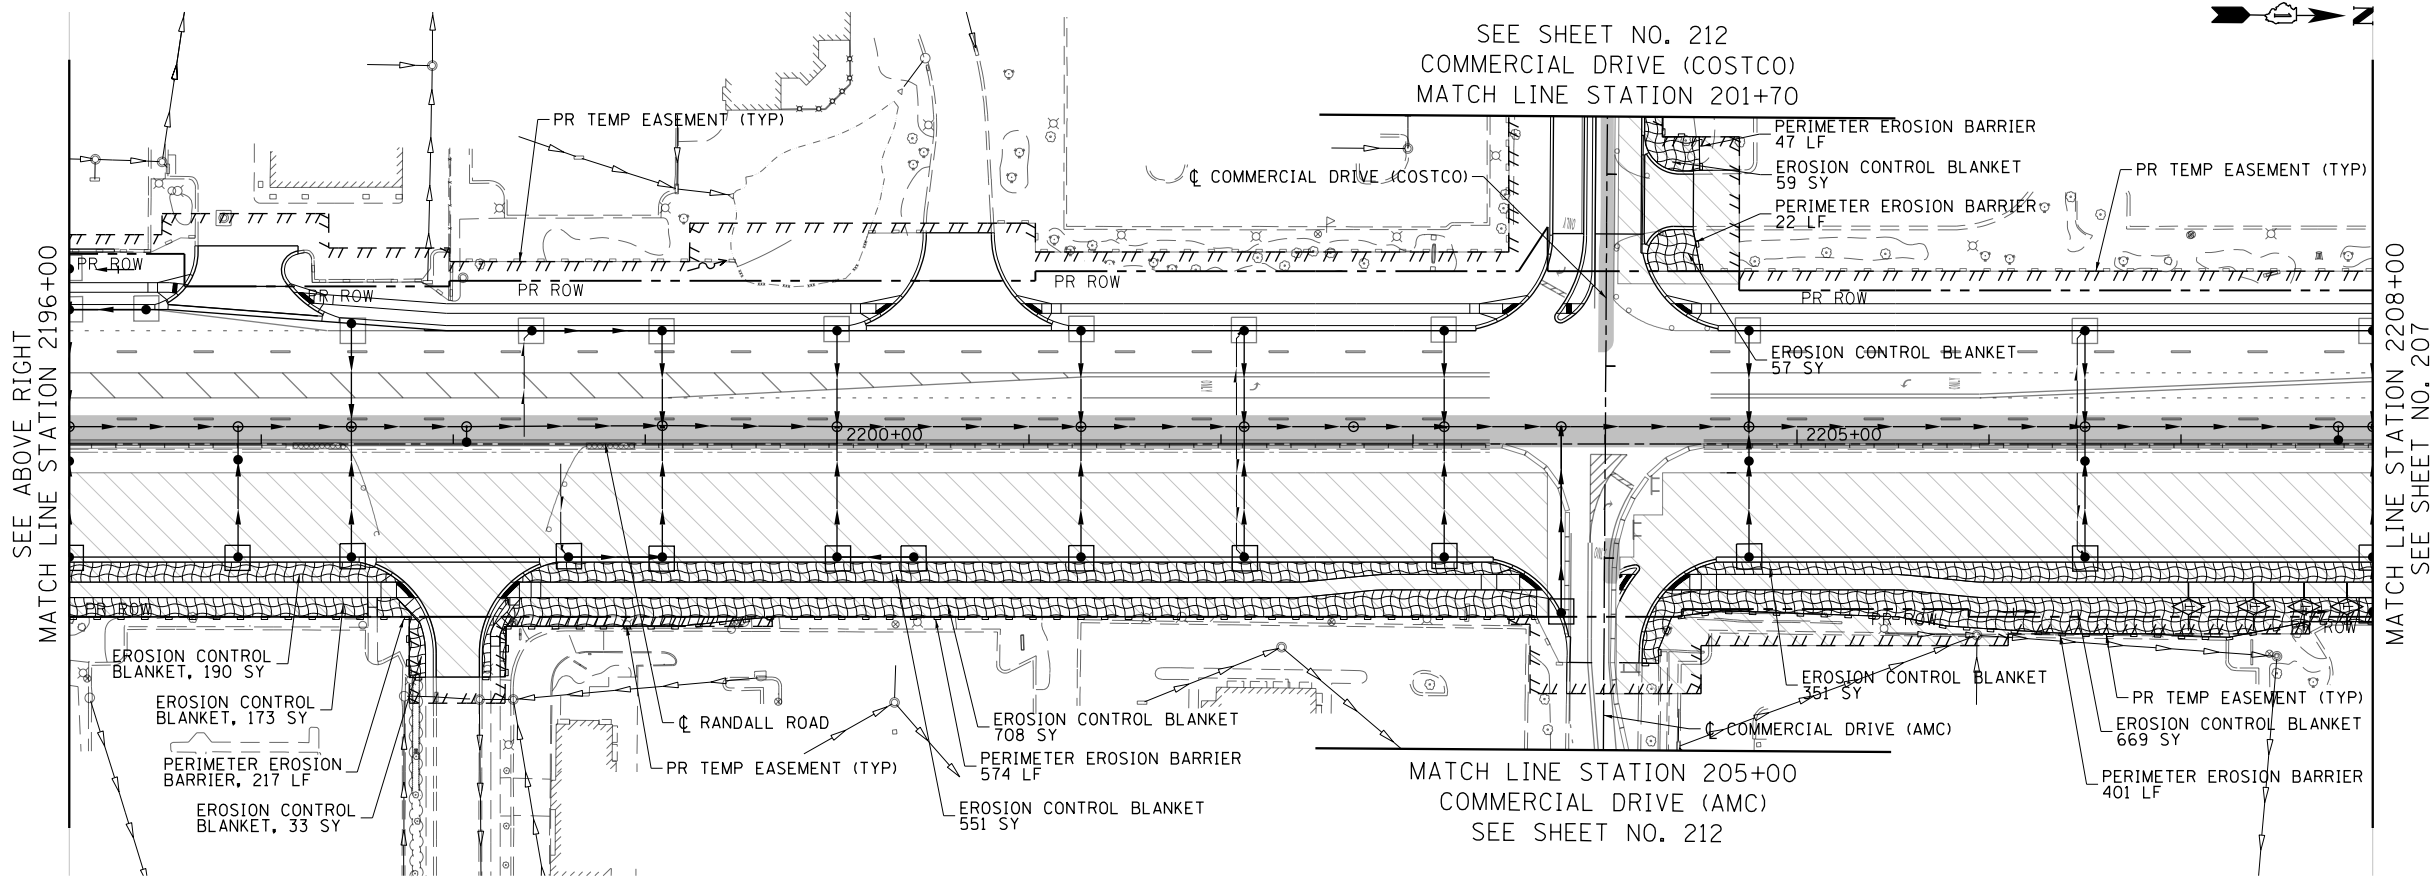 N
SEE SHEET NO. 212
COMMERCIAL DRIVE (COSTCO)
MATCH LINE STATION 201+70
PR TEMP EASEMENT (TYP)
PERIMETER EROSION BARRIER
47 LF
EROSION CONTROL BLANKET
59 SY
PERIMETER EROSION BARRIER
22 LF
PR TEMP EASEMENT (TYP)
℄ COMMERCIAL DRIVE (COSTCO)
PR ROW
PR ROW
PR ROW
PR ROW
PR ROW
EROSION CONTROL BLANKET
57 SY
SEE ABOVE RIGHT
MATCH LINE STATION 2196+00
MATCH LINE STATION 2208+00
SEE SHEET NO. 207
2200+00
2205+00
PR ROW
PR ROW
PR ROW
EROSION CONTROL
BLANKET, 190 SY
EROSION CONTROL
BLANKET, 173 SY
PERIMETER EROSION
BARRIER, 217 LF
EROSION CONTROL
BLANKET, 33 SY
℄ RANDALL ROAD
PR TEMP EASEMENT (TYP)
EROSION CONTROL BLANKET
708 SY
PERIMETER EROSION BARRIER
574 LF
EROSION CONTROL BLANKET
551 SY
EROSION CONTROL BLANKET
351 SY
℄ COMMERCIAL DRIVE (AMC)
PR TEMP EASEMENT (TYP)
EROSION CONTROL BLANKET
669 SY
PERIMETER EROSION BARRIER
401 LF
MATCH LINE STATION 205+00
COMMERCIAL DRIVE (AMC)
SEE SHEET NO. 212